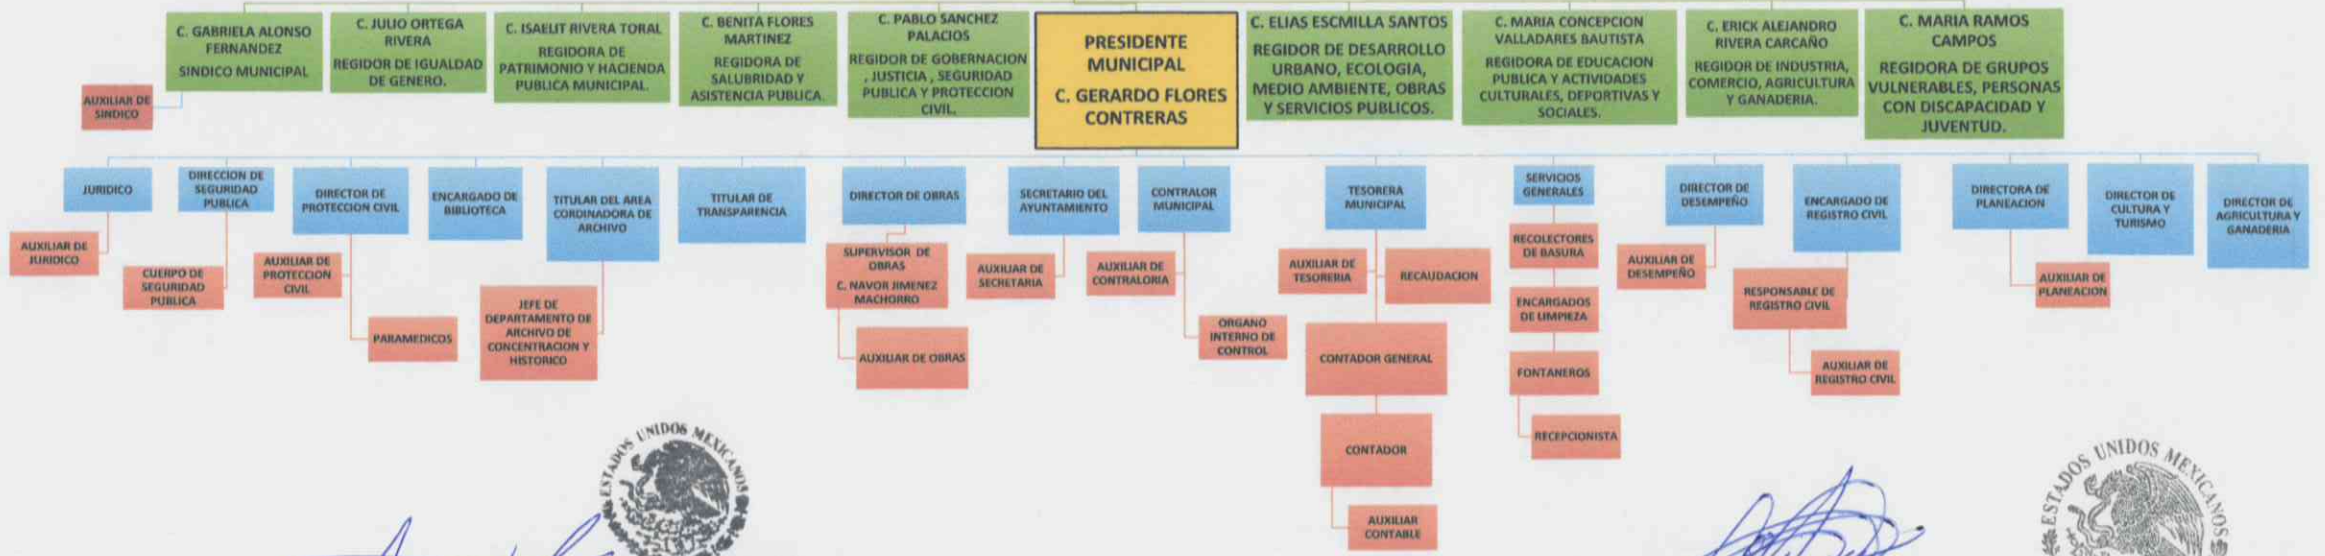 C. GABRIELA ALONSO
FERNANDEZ
SINDICO MUNICIPAL
C. JULIO ORTEGA
RIVERA
REGIDOR DE IGUALDAD
DE GENERO.
C. ISAELIT RIVERA TORAL
REGIDORA DE
PATRIMONIO Y HACIENDA
PUBLICA MUNICIPAL.
C. BENITA FLORES
MARTINEZ
REGIDORA DE
SALUBRIDAD Y
ASISTENCIA PUBLICA.
C. PABLO SANCHEZ
PALACIOS
REGIDOR DE GOBERNACION
, JUSTICIA , SEGURIDAD
PUBLICA Y PROTECCION
CIVIL.
PRESIDENTE
MUNICIPAL
C. GERARDO FLORES
CONTRERAS
C. ELIAS ESCMILLA SANTOS
REGIDOR DE DESARROLLO
URBANO, ECOLOGIA,
MEDIO AMBIENTE, OBRAS
Y SERVICIOS PUBLICOS.
C. MARIA CONCEPCION
VALLADARES BAUTISTA
REGIDORA DE EDUCACION
PUBLICA Y ACTIVIDADES
CULTURALES, DEPORTIVAS Y
SOCIALES.
C. ERICK ALEJANDRO
RIVERA CARCAÑO
REGIDOR DE INDUSTRIA,
COMERCIO, AGRICULTURA
Y GANADERIA.
C. MARIA RAMOS
CAMPOS
REGIDORA DE GRUPOS
VULNERABLES, PERSONAS
CON DISCAPACIDAD Y
JUVENTUD.
AUXILIAR DE
SINDICO
JURIDICO
DIRECCION DE
SEGURIDAD
PUBLICA
DIRECTOR DE
PROTECCION CIVIL
ENCARGADO DE
BIBLIOTECA
TITULAR DEL AREA
CORDINADORA DE
ARCHIVO
TITULAR DE
TRANSPARENCIA
DIRECTOR DE OBRAS
SECRETARIO DEL
AYUNTAMIENTO
CONTRALOR
MUNICIPAL
TESORERA
MUNICIPAL
SERVICIOS
GENERALES
DIRECTOR DE
DESEMPEÑO
ENCARGADO DE
REGISTRO CIVIL
DIRECTORA DE
PLANEACION
DIRECTOR DE
CULTURA Y
TURISMO
DIRECTOR DE
AGRICULTURA Y
GANADERIA
AUXILIAR DE
JURIDICO
CUERPO DE
SEGURIDAD
PUBLICA
AUXILIAR DE
PROTECCION
CIVIL
PARAMEDICOS
JEFE DE
DEPARTAMENTO DE
ARCHIVO DE
CONCENTRACION Y
HISTORICO
SUPERVISOR DE
OBRAS
C. NAVOR JIMENEZ
MACHORRO
AUXILIAR DE OBRAS
AUXILIAR DE
SECRETARIA
AUXILIAR DE
CONTRALORIA
ORGANO
INTERNO DE
CONTROL
AUXILIAR DE
TESORERIA
RECAUDACION
CONTADOR GENERAL
CONTADOR
AUXILIAR
CONTABLE
RECOLECTORES
DE BASURA
ENCARGADOS
DE LIMPIEZA
FONTANEROS
RECEPCIONISTA
AUXILIAR DE
DESEMPEÑO
RESPONSABLE DE
REGISTRO CIVIL
AUXILIAR DE
REGISTRO CIVIL
AUXILIAR DE
PLANEACION
ESTADOS UNIDOS MEXICANOS
ESTADOS UNIDOS MEXICANOS